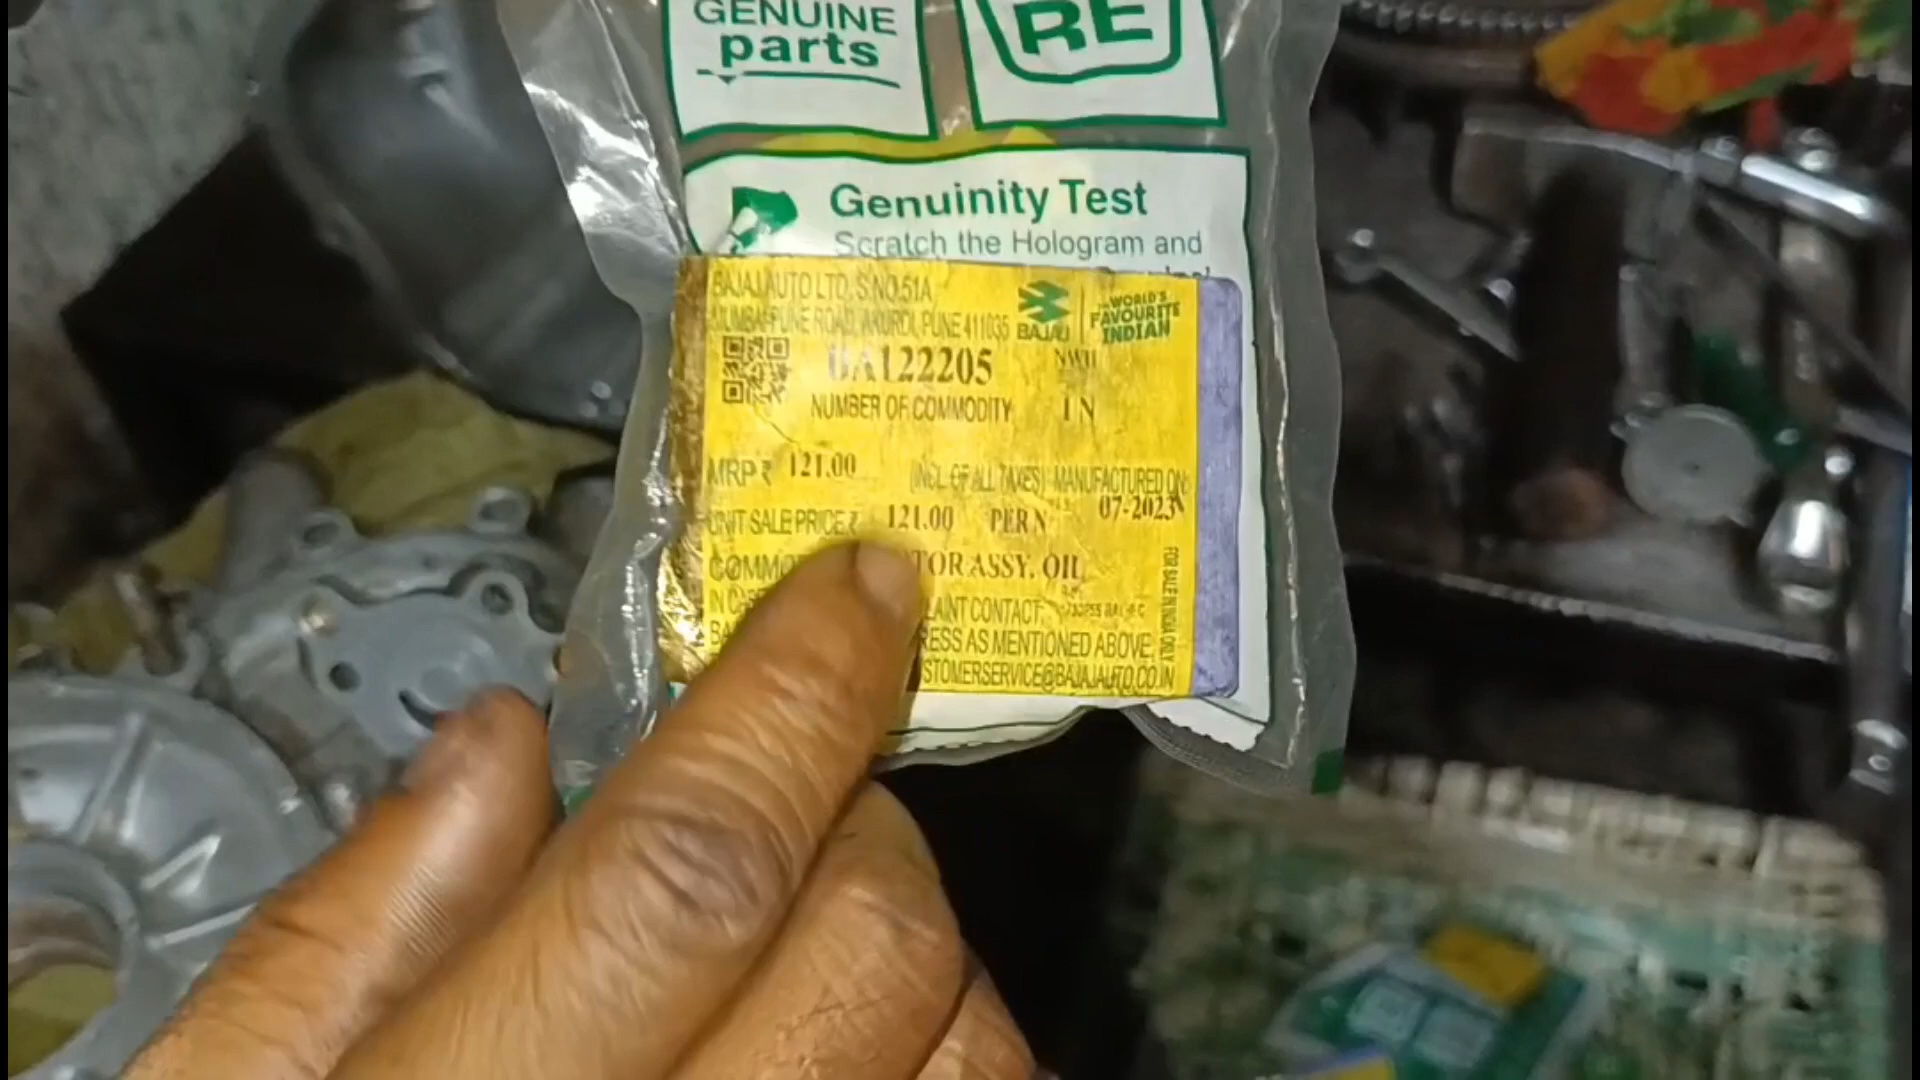 GENUINE
parts
RE
Genuinity Test
Scratch the Hologram and
BAJAJ AUTO LTD, S.NO.51A
MUMBAI-PUNE ROAD, AKURDI, PUNE 411035
BAJAJ
THE WORLD'S
FAVOURITE
INDIAN
BA122205
NUMBER OF COMMODITY 1 N
MRP ₹ 121.00 (INCL. OF ALL TAXES) MANUFACTURED ON
UNIT SALE PRICE ₹ 121.00 PER N 07-2023
TOR ASSY. OIL
LAINT CONTACT:
RESS AS MENTIONED ABOVE.
STOMERSERVICE@BAJAJAUTO.CO.IN
FOR SALE IN INDIA ONLY